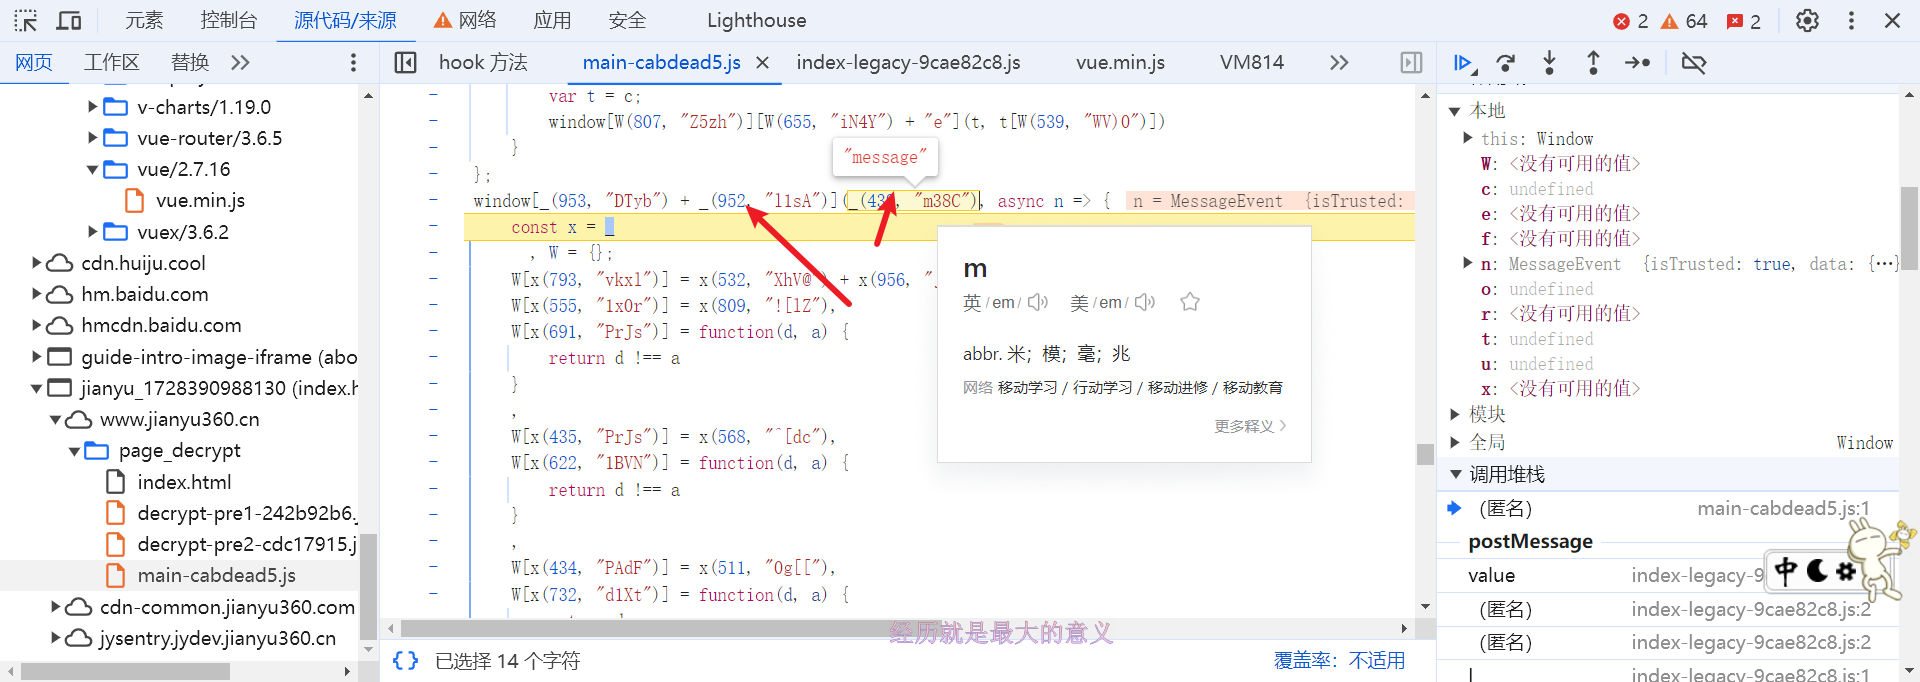 元素 控制台 源代码/来源 网络 应用 安全 Lighthouse 2 64 2
网页 工作区 替换 hook 方法 main-cabdead5.js index-legacy-9cae82c8.js vue.min.js VM814
v-charts/1.19.0
vue-router/3.6.5
vue/2.7.16
vue.min.js
vuex/3.6.2
cdn.huiju.cool
hm.baidu.com
hmcdn.baidu.com
guide-intro-image-iframe (abo
jianyu_1728390988130 (index.h
www.jianyu360.cn
page_decrypt
index.html
decrypt-pre1-242b92b6.j
decrypt-pre2-cdc17915.j
main-cabdead5.js
cdn-common.jianyu360.com
jysentry.jydev.jianyu360.cn
var t = c;
window[W(807, "Z5zh")][W(655, "iN4Y") + "e"](t, t[W(539, "WV)0")])
}
"message"
};
window[_(953, "DTyb") + _(952, "l1sA")](_(43 , "m38C"), async n => { n = MessageEvent {isTrusted:
const x = _
, W = {};
W[x(793, "vkxl")] = x(532, "XhV@") + x(956, "
W[x(555, "lx0r")] = x(809, "![lZ"),
W[x(691, "PrJs")] = function(d, a) {
return d !== a
}
,
W[x(435, "PrJs")] = x(568, "^[dc"),
W[x(622, "1BVN")] = function(d, a) {
return d !== a
}
,
W[x(434, "PAdF")] = x(511, "0g[["),
W[x(732, "d1Xt")] = function(d, a) {
m
英 / em / 美 / em /
abbr. 米；模；毫；兆
网络 移动学习 / 行动学习 / 移动进修 / 移动教育
更多释义
经历就是最大的意义
{} 已选择 14 个字符 覆盖率：不适用
本地
this: Window
W: <没有可用的值>
c: undefined
e: <没有可用的值>
f: <没有可用的值>
n: MessageEvent {isTrusted: true, data: {…}
o: undefined
r: <没有可用的值>
t: undefined
u: undefined
x: <没有可用的值>
模块
全局 Window
调用堆栈
(匿名) main-cabdead5.js:1
postMessage
value index-legacy-9
中
(匿名) index-legacy-9cae82c8.js:2
(匿名) index-legacy-9cae82c8.js:2
index-legacy-9cae82c8.js:1